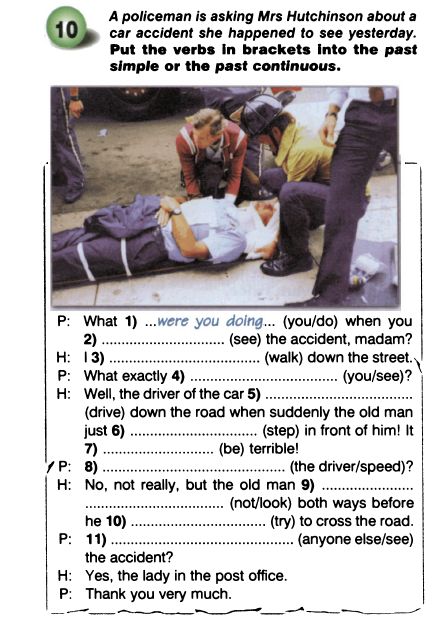 10
A policeman is asking Mrs Hutchinson about a
car accident she happened to see yesterday.
Put the verbs in brackets into the past
simple or the past continuous.
P: What 1) ...were you doing... (you/do) when you
2) ................................ (see) the accident, madam?
H: I 3) ........................................ (walk) down the street.
P: What exactly 4) ....................................... (you/see)?
H: Well, the driver of the car 5) .......................................
(drive) down the road when suddenly the old man
just 6) ................................. (step) in front of him! It
7) ............................. (be) terrible!
P: 8) ................................................ (the driver/speed)?
H: No, not really, but the old man 9) ........................
..................................... (not/look) both ways before
he 10) ................................... (try) to cross the road.
P: 11) ................................................ (anyone else/see)
the accident?
H: Yes, the lady in the post office.
P: Thank you very much.